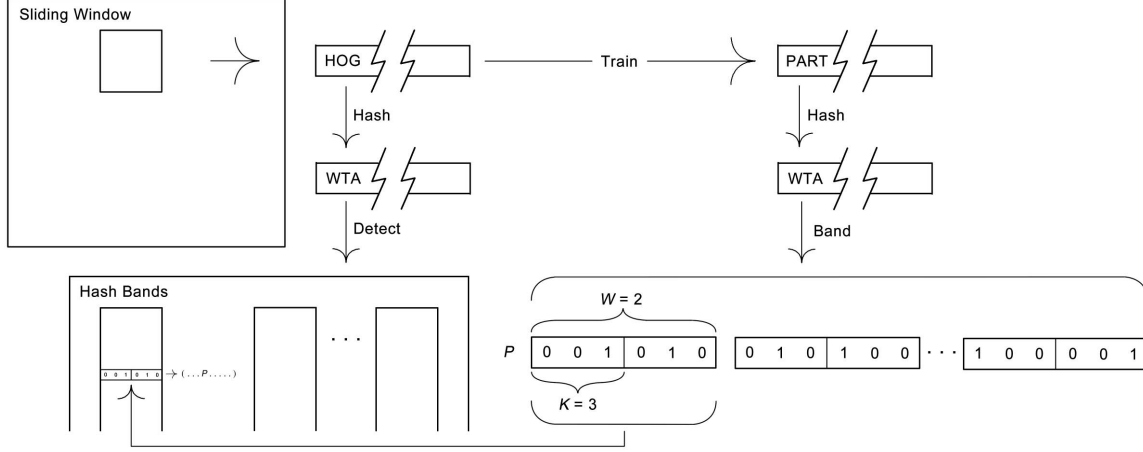 Sliding Window
HOG
Train
PART
Hash
Hash
WTA
WTA
Detect
Band
Hash Bands
W = 2
. . .
P
0 0 1 0 1 0
0 1 0 1 0 0
. . .
1 0 0 0 0 1
0 0 1 0 1 0
( . . . P . . . . . )
K = 3